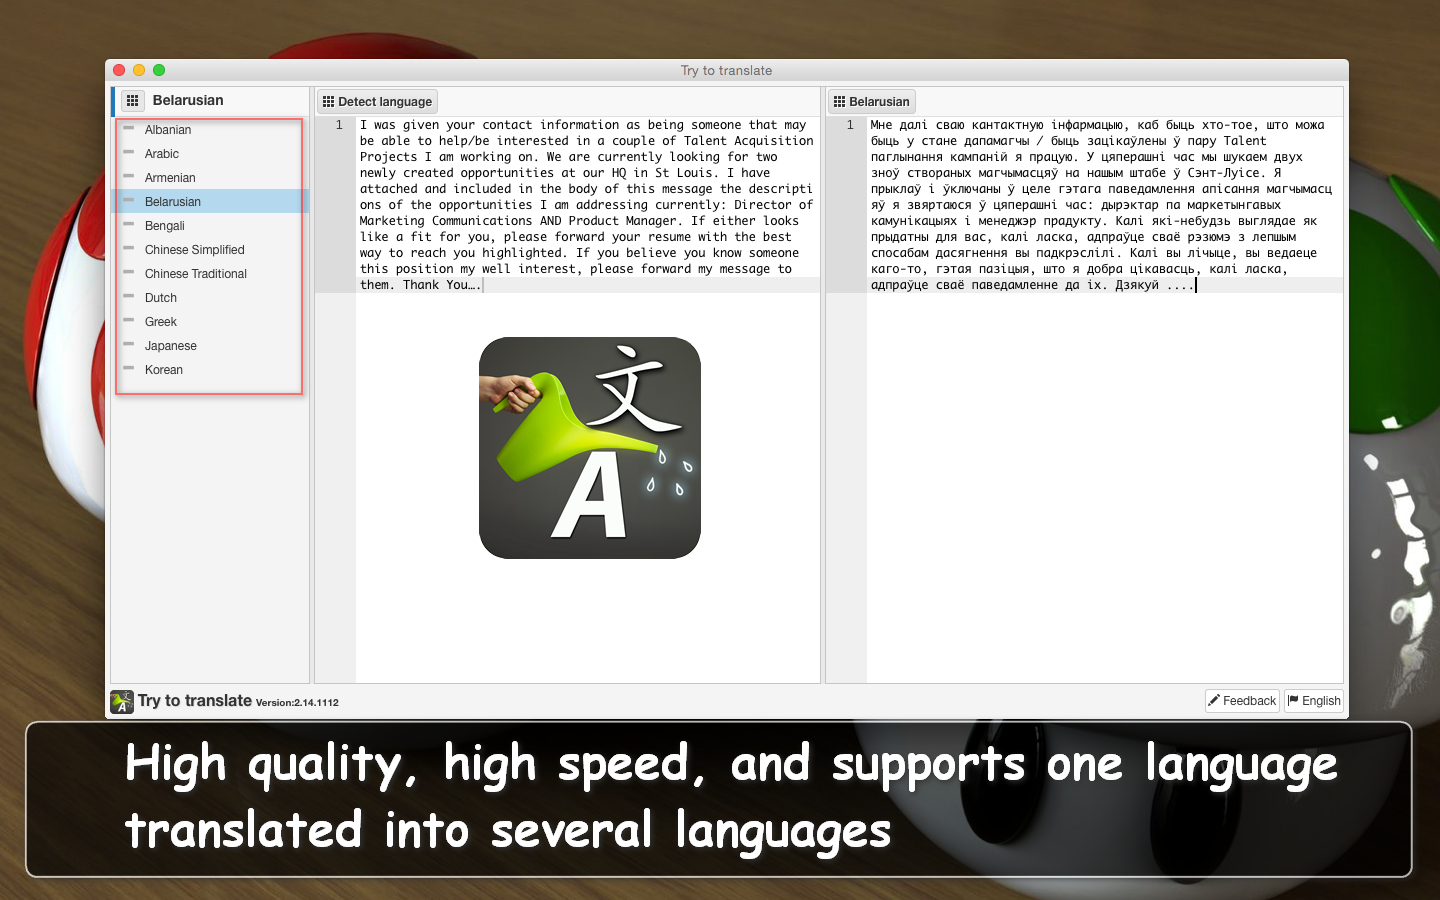 Try to translate
Belarusian
Albanian
Arabic
Armenian
Belarusian
Bengali
Chinese Simplified
Chinese Traditional
Dutch
Greek
Japanese
Korean
Detect language
1
I was given your contact information as being someone that may
be able to help/be interested in a couple of Talent Acquisition
Projects I am working on. We are currently looking for two
newly created opportunities at our HQ in St Louis. I have
attached and included in the body of this message the descripti
ons of the opportunities I am addressing currently: Director of
Marketing Communications AND Product Manager. If either looks
like a fit for you, please forward your resume with the best
way to reach you highlighted. If you believe you know someone
this position my well interest, please forward my message to
them. Thank You….
文
A
Belarusian
1
Мне далі сваю кантактную інфармацыю, каб быць хто-тое, што можа
быць у стане дапамагчы / быць зацікаўлены ў пару Talent
паглынання кампаній я працую. У цяперашні час мы шукаем двух
зноў створаных магчымасцяў на нашым штабе ў Сэнт-Луісе. Я
прыклаў і ўключаны ў целе гэтага паведамлення апісання магчымасц
яў я звяртаюся ў цяперашні час: дырэктар па маркетынгавых
камунікацыях і менеджэр прадукту. Калі які-небудзь выглядае як
прыдатны для вас, калі ласка, адпраўце сваё рэзюмэ з лепшым
спосабам дасягнення вы падкрэслілі. Калі вы лічыце, вы ведаеце
каго-то, гэтая пазіцыя, што я добра цікавасць, калі ласка,
адпраўце сваё паведамленне да іх. Дзякуй ....
Try to translate Version:2.14.1112
Feedback
English
High quality, high speed, and supports one language
translated into several languages